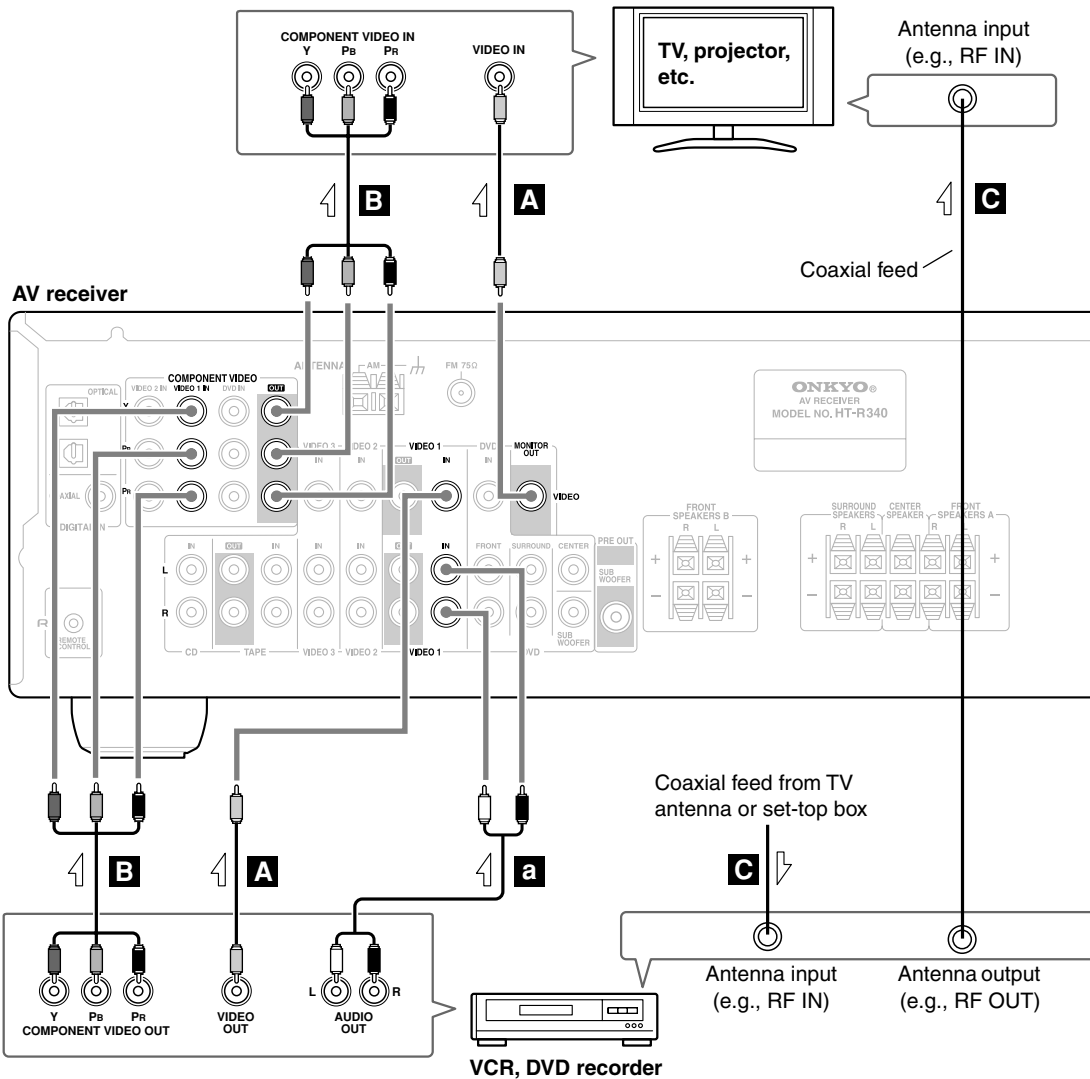 COMPONENT VIDEO IN
Y PB PR
VIDEO IN
TV, projector,
etc.
Antenna input
(e.g., RF IN)
B
A
C
Coaxial feed
AV receiver
ANTENNA
AM
FM 75Ω
COMPONENT VIDEO
OPTICAL
VIDEO 2 IN
VIDEO 1 IN
DVD IN
OUT
Y
PB
PR
ONKYO®
AV RECEIVER
MODEL NO. HT-R340
VIDEO 3
VIDEO 2
VIDEO 1
DVD
MONITOR
OUT
IN
IN
OUT
IN
IN
VIDEO
AXIAL
DIGITAL IN
FRONT
SPEAKERS B
R L
SURROUND
SPEAKERS
R L
CENTER
SPEAKER
FRONT
SPEAKERS A
R L
IN
OUT
IN
IN
IN
OUT
IN
FRONT
SURROUND
CENTER
PRE OUT
L
R
SUB
WOOFER
SUB
WOOFER
+
−
+
−
+
−
+
−
REMOTE
CONTROL
CD
TAPE
VIDEO 3
VIDEO 2
VIDEO 1
DVD
Coaxial feed from TV
antenna or set-top box
B
A
a
C
Y PB PR
COMPONENT VIDEO OUT
VIDEO
OUT
L
R
AUDIO
OUT
Antenna input
(e.g., RF IN)
Antenna output
(e.g., RF OUT)
VCR, DVD recorder